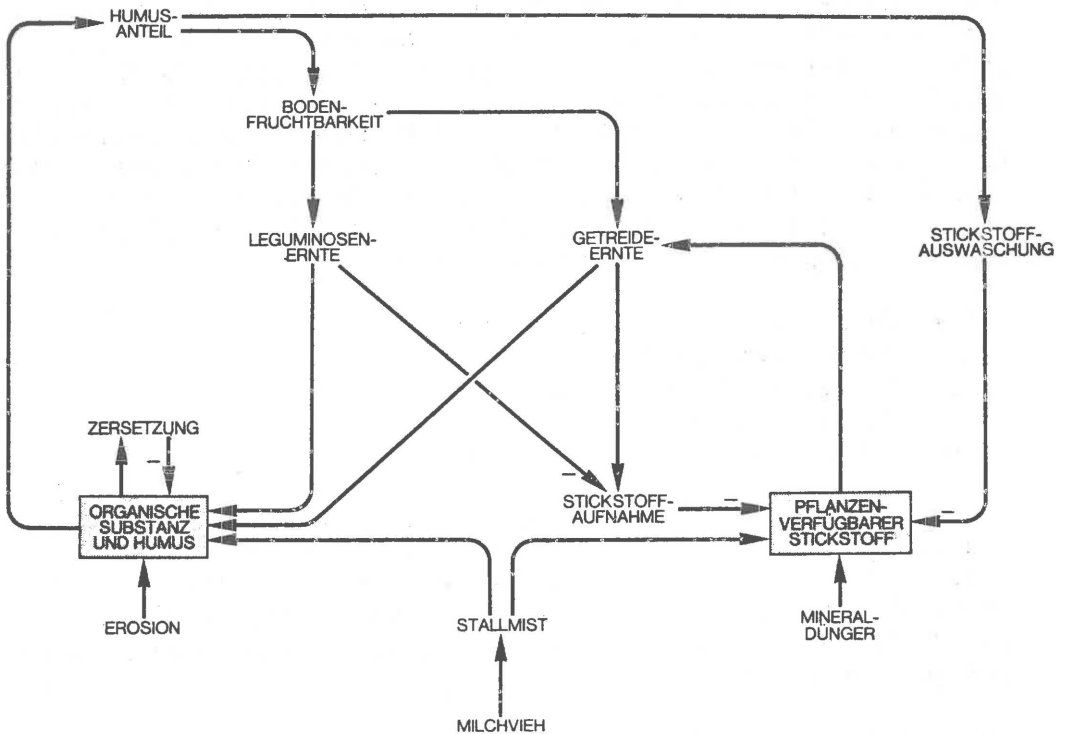 HUMUS-
ANTEIL
BODEN-
FRUCHTBARKEIT
LEGUMINOSEN-
ERNTE
GETREIDE-
ERNTE
STICKSTOFF-
AUSWASCHUNG
ZERSETZUNG
–
ORGANISCHE
SUBSTANZ
UND HUMUS
–
STICKSTOFF-
AUFNAHME
–
PFLANZEN-
VERFÜGBARER
STICKSTOFF
–
EROSION
STALLMIST
MINERAL-
DÜNGER
MILCHVIEH